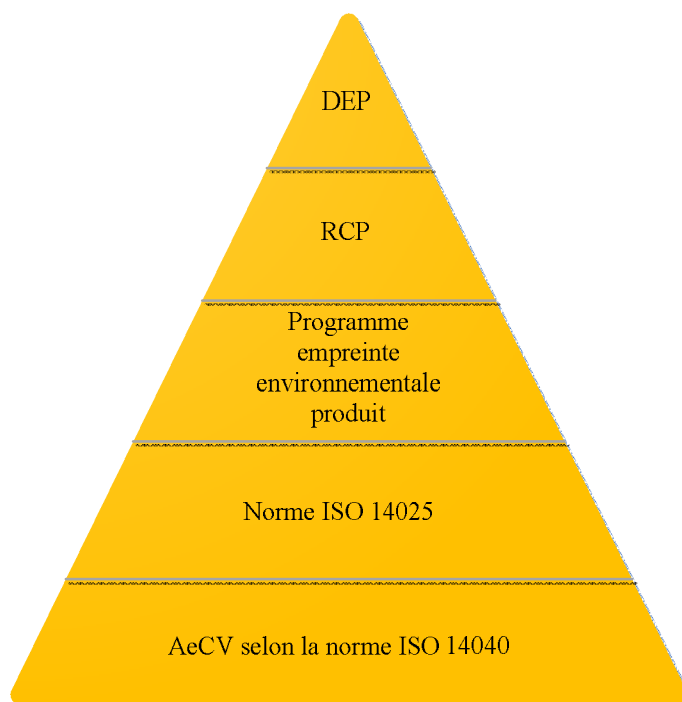 DEP
RCP
Programme
empreinte
environnementale
produit
Norme ISO 14025
AeCV selon la norme ISO 14040